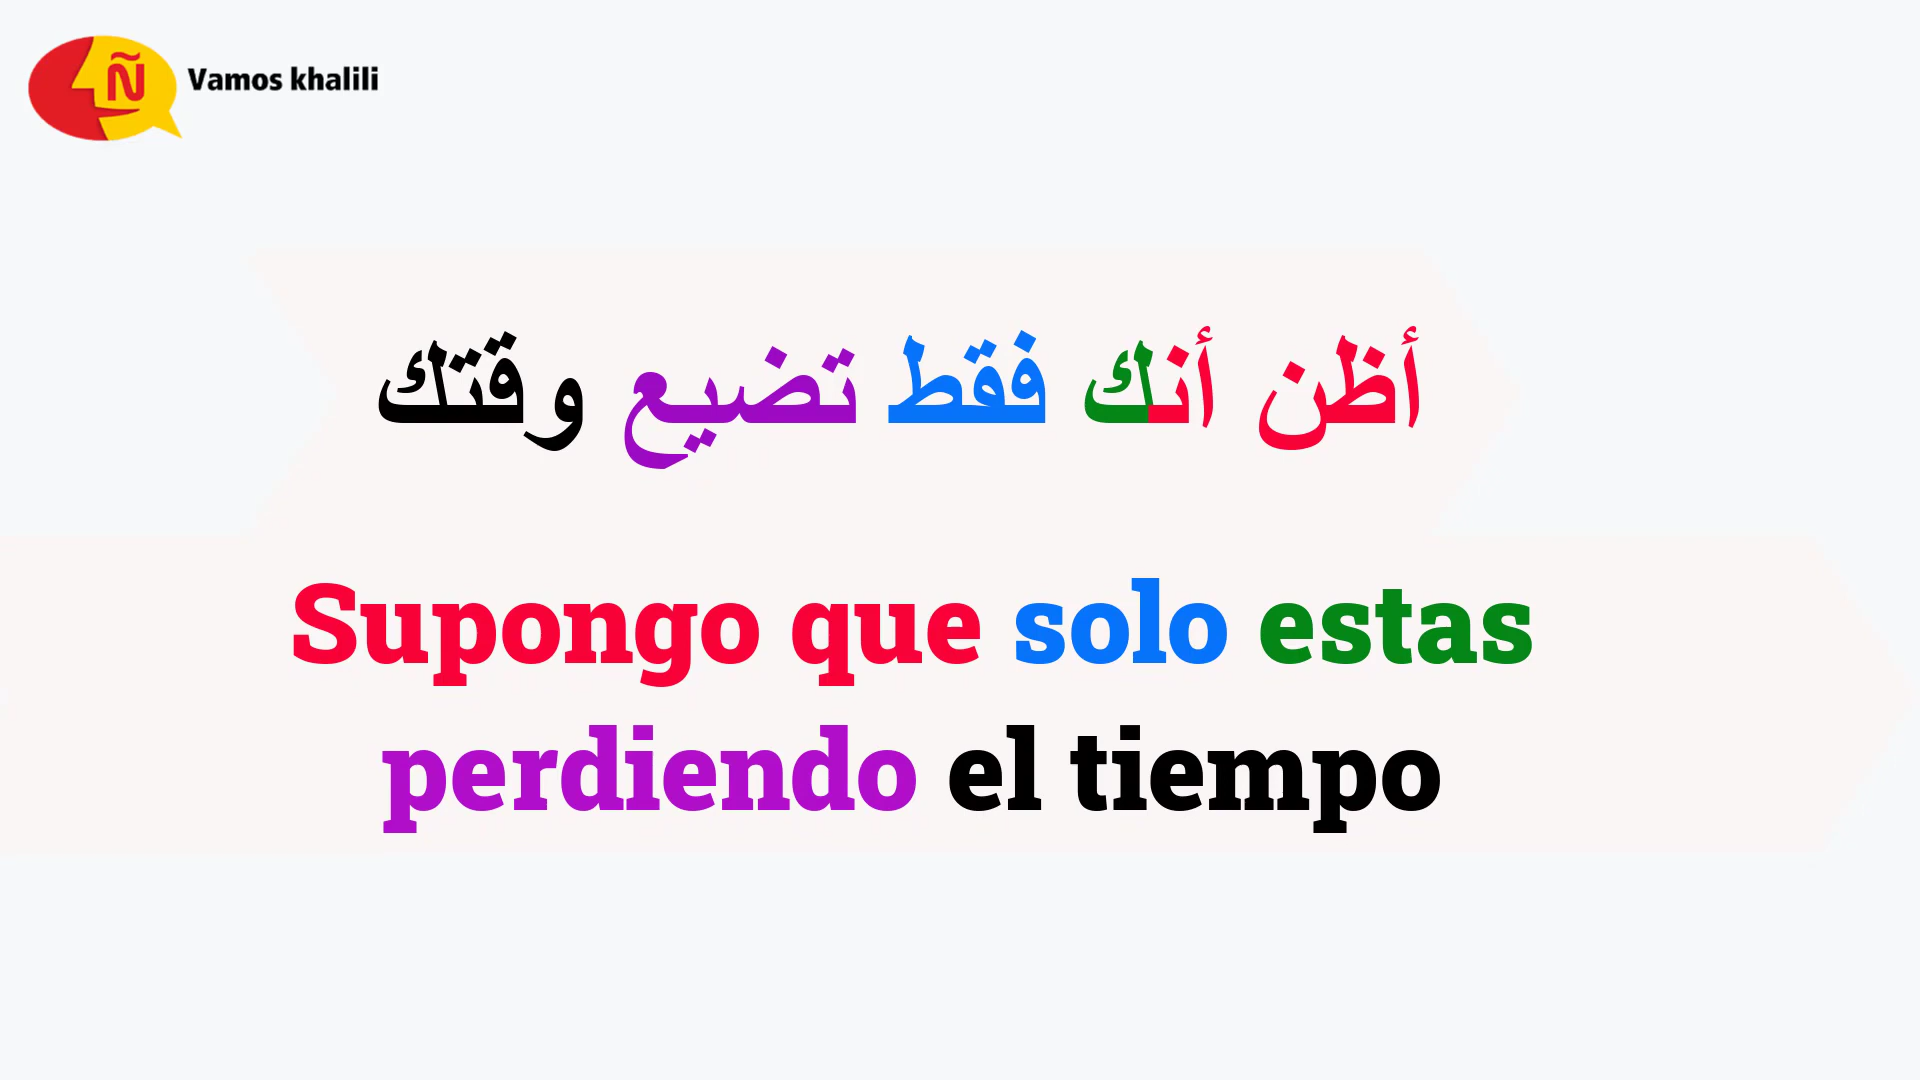 Ñ
Vamos khalili
أظن أنك فقط تضيع وقتك
Supongo que solo estas
perdiendo el tiempo